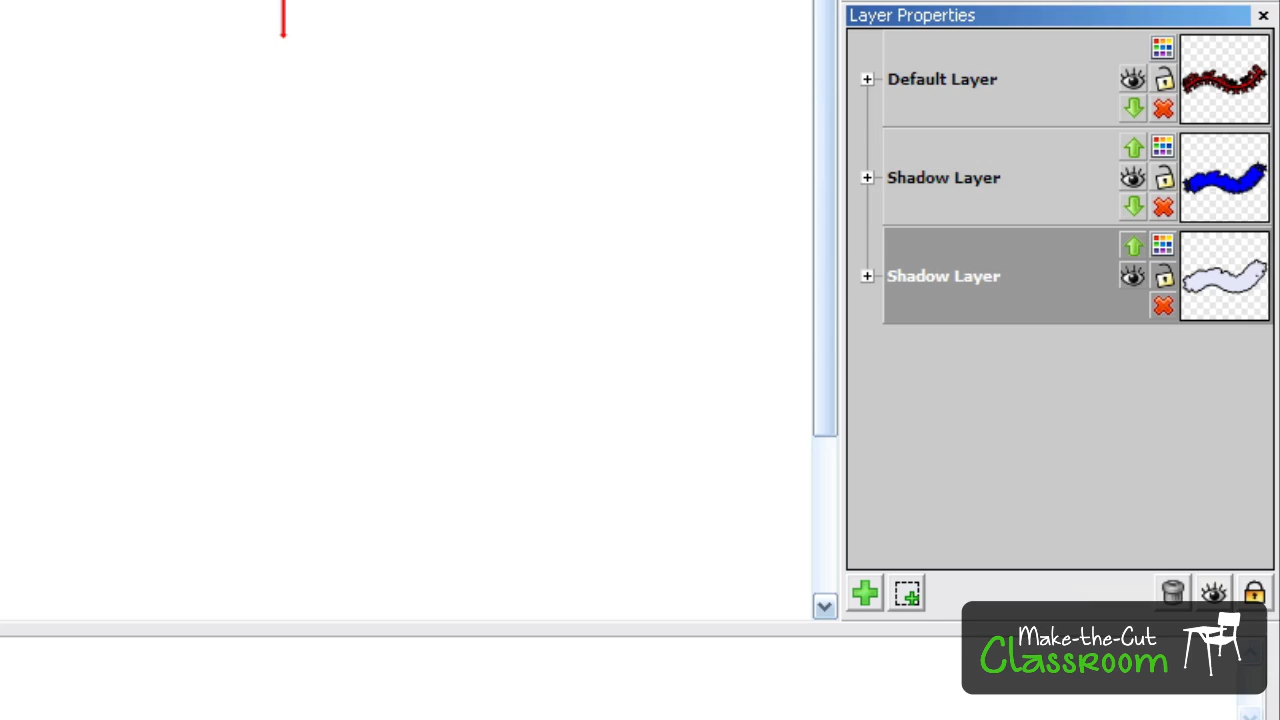 Layer Properties
Default Layer
Shadow Layer
Shadow Layer
Make-the-Cut
Classroom